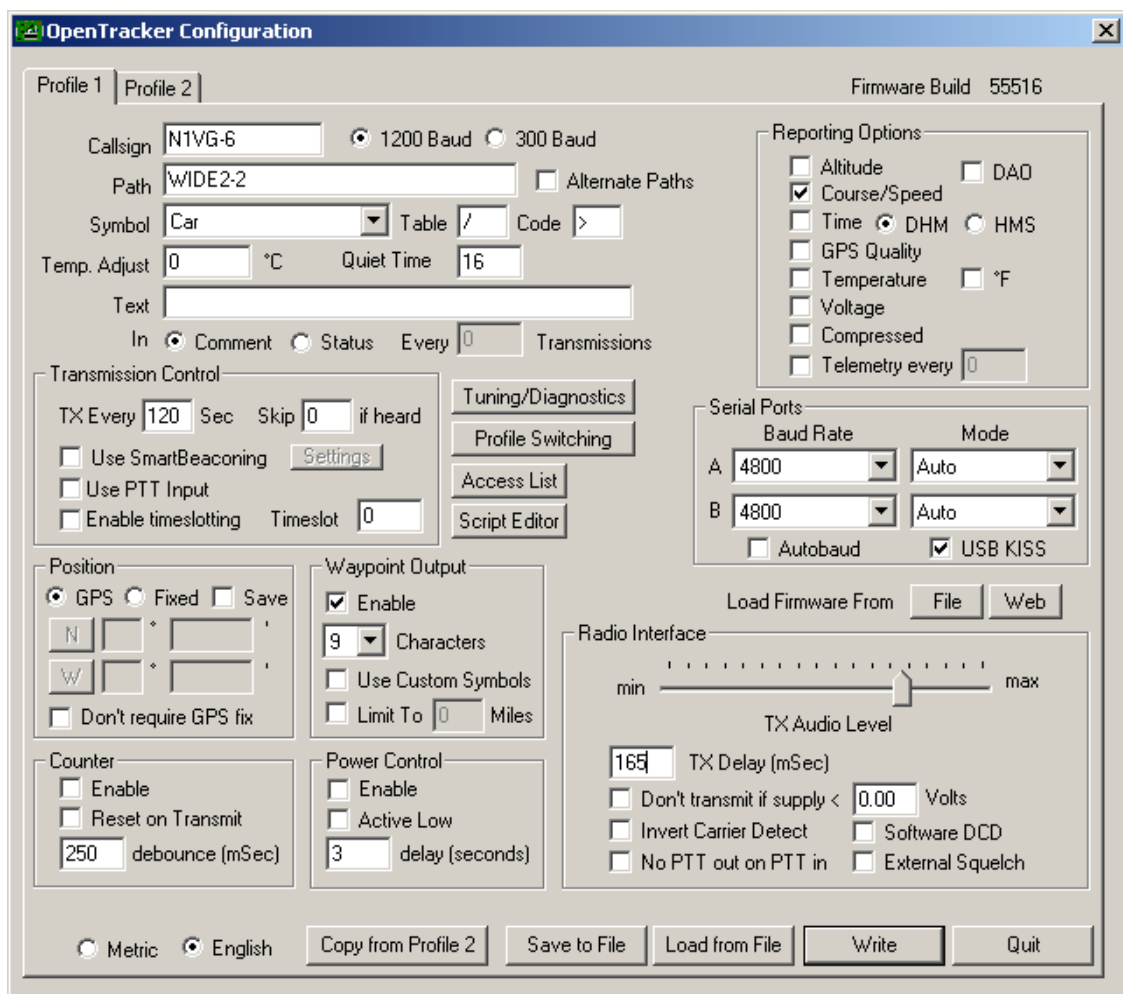 OpenTracker Configuration
Profile 1 Profile 2 Firmware Build 55516
Callsign N1VG-6 1200 Baud 300 Baud
Path WIDE2-2 Alternate Paths
Symbol Car Table / Code >
Temp. Adjust 0 °C Quiet Time 16
Text
In Comment Status Every 0 Transmissions
Reporting Options
Altitude DAO
Course/Speed
Time DHM HMS
GPS Quality
Temperature °F
Voltage
Compressed
Telemetry every 0
Transmission Control
TX Every 120 Sec Skip 0 if heard
Use SmartBeaconing Settings
Use PTT Input
Enable timeslotting Timeslot 0
Tuning/Diagnostics
Profile Switching
Access List
Script Editor
Serial Ports
Baud Rate Mode
A 4800 Auto
B 4800 Auto
Autobaud USB KISS
Position
GPS Fixed Save
N ° '
W ° '
Don't require GPS fix
Waypoint Output
Enable
9 Characters
Use Custom Symbols
Limit To 0 Miles
Load Firmware From File Web
Radio Interface
min max
TX Audio Level
165 TX Delay (mSec)
Don't transmit if supply < 0.00 Volts
Invert Carrier Detect Software DCD
No PTT out on PTT in External Squelch
Counter
Enable
Reset on Transmit
250 debounce (mSec)
Power Control
Enable
Active Low
3 delay (seconds)
Metric English Copy from Profile 2 Save to File Load from File Write Quit